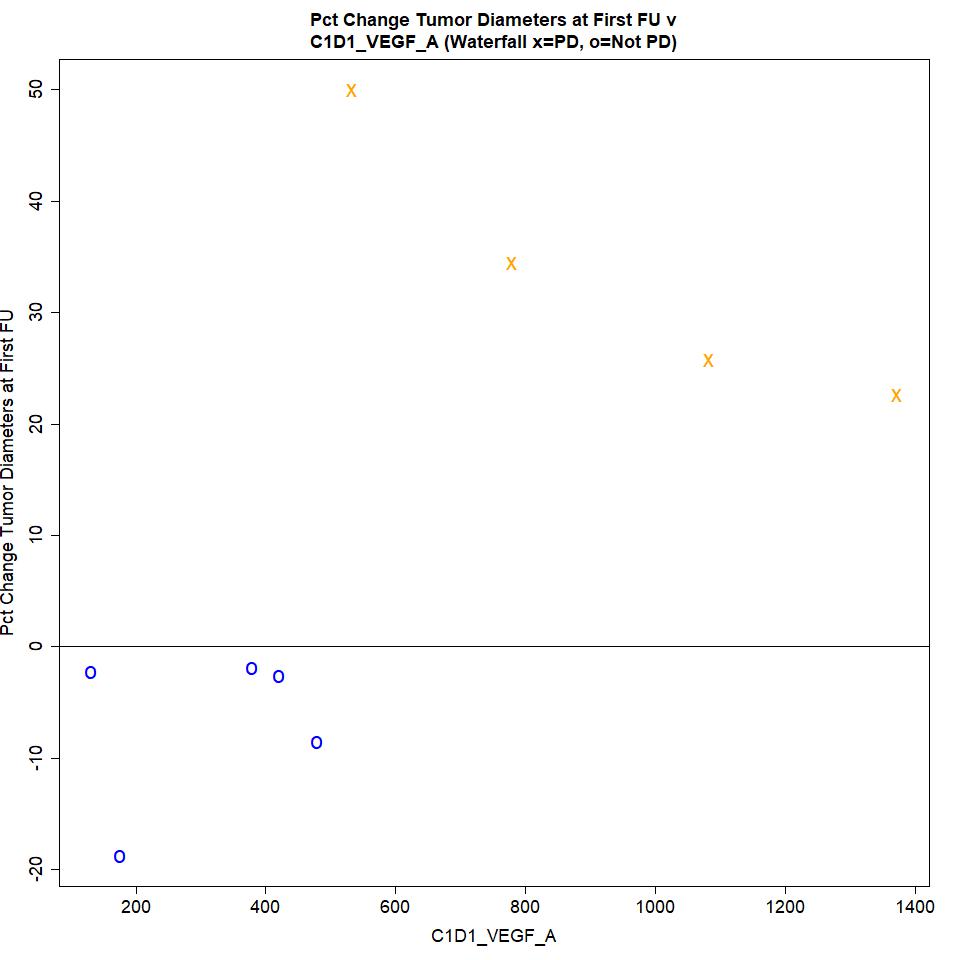 Pct Change Tumor Diameters at First FU v
C1D1_VEGF_A (Waterfall x=PD, o=Not PD)
Pct Change Tumor Diameters at First FU
50
40
30
20
10
0
-10
-20
X
X
X
X
O
O
O
O
O
200 400 600 800 1000 1200 1400
C1D1_VEGF_A